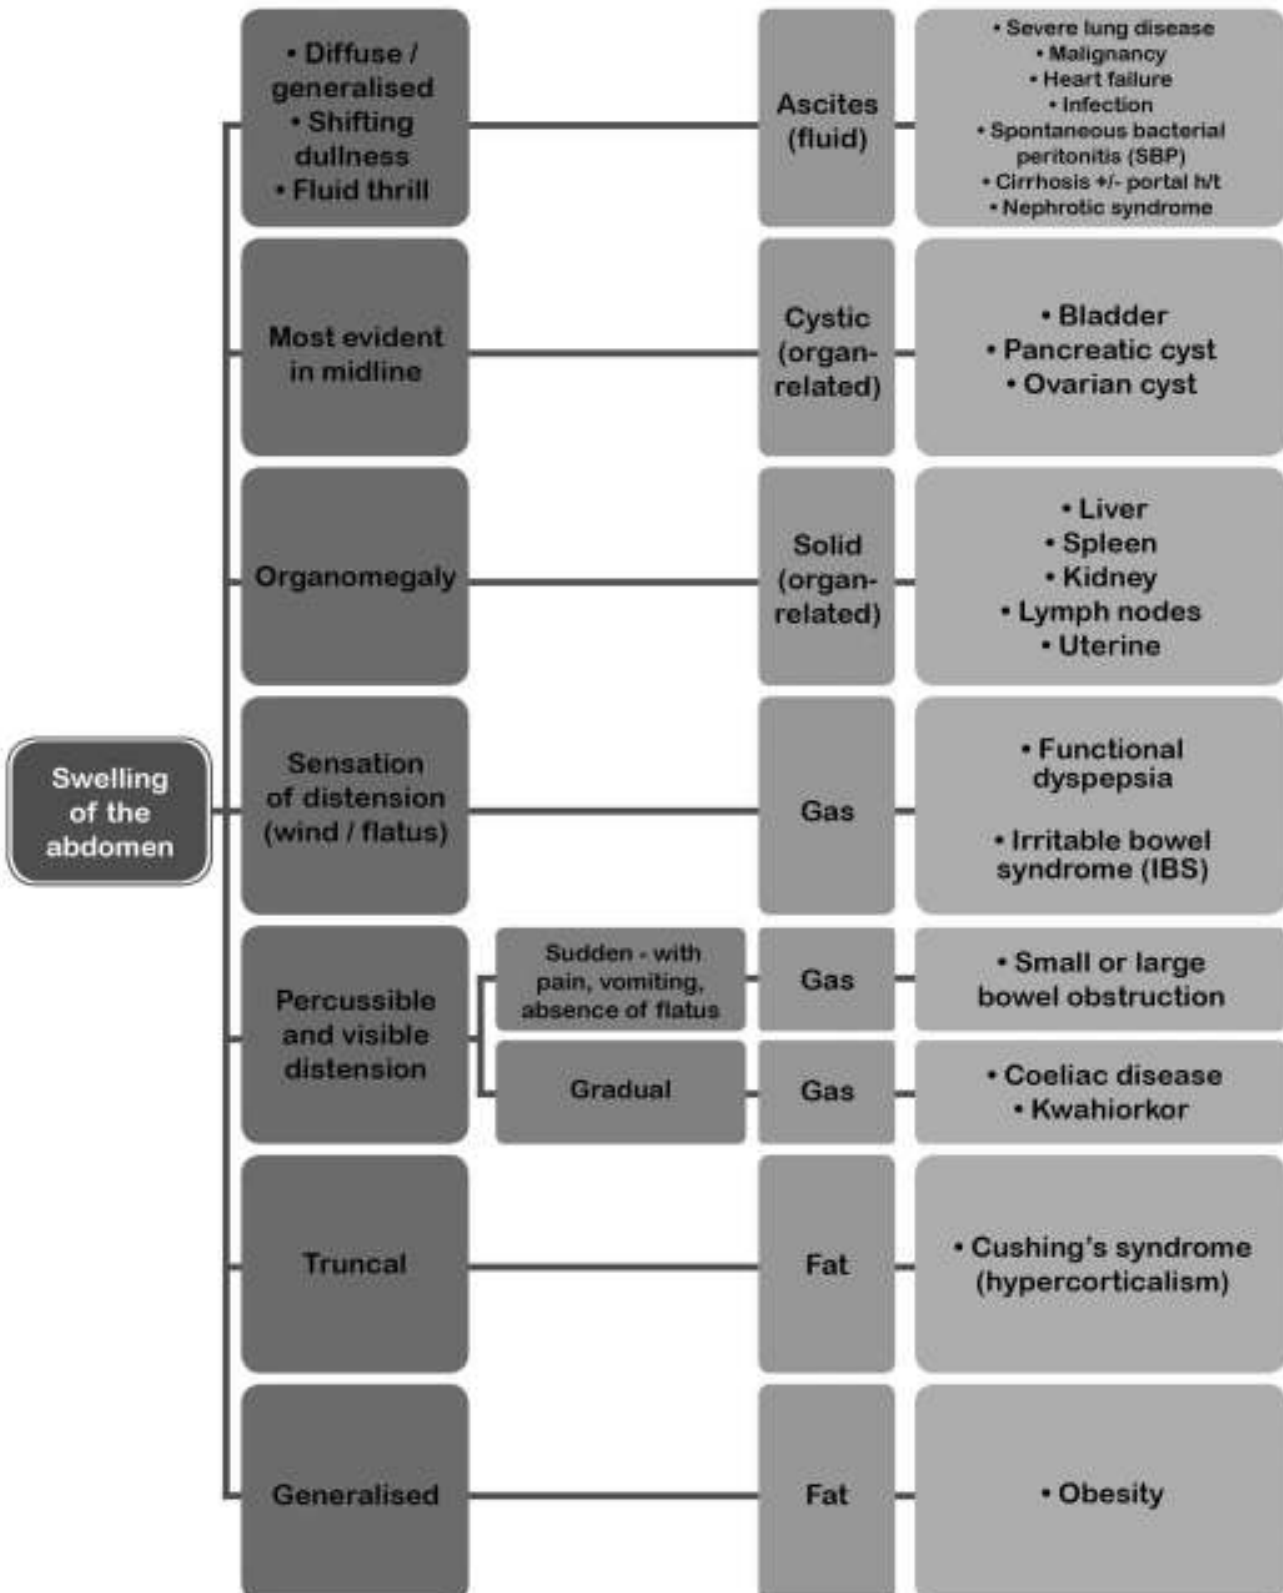 • Diffuse /
generalised
• Shifting
dullness
• Fluid thrill
Ascites
(fluid)
• Severe lung disease
• Malignancy
• Heart failure
• Infection
• Spontaneous bacterial
peritonitis (SBP)
• Cirrhosis +/- portal h/t
• Nephrotic syndrome
Most evident
in midline
Cystic
(organ-
related)
• Bladder
• Pancreatic cyst
• Ovarian cyst
Organomegaly
Solid
(organ-
related)
• Liver
• Spleen
• Kidney
• Lymph nodes
• Uterine
Swelling
of the
abdomen
Sensation
of distension
(wind / flatus)
Gas
• Functional
dyspepsia
• Irritable bowel
syndrome (IBS)
Percussible
and visible
distension
Sudden - with
pain, vomiting,
absence of flatus
Gas
• Small or large
bowel obstruction
Gradual
Gas
• Coeliac disease
• Kwahiorkor
Truncal
Fat
• Cushing's syndrome
(hypercorticalism)
Generalised
Fat
• Obesity